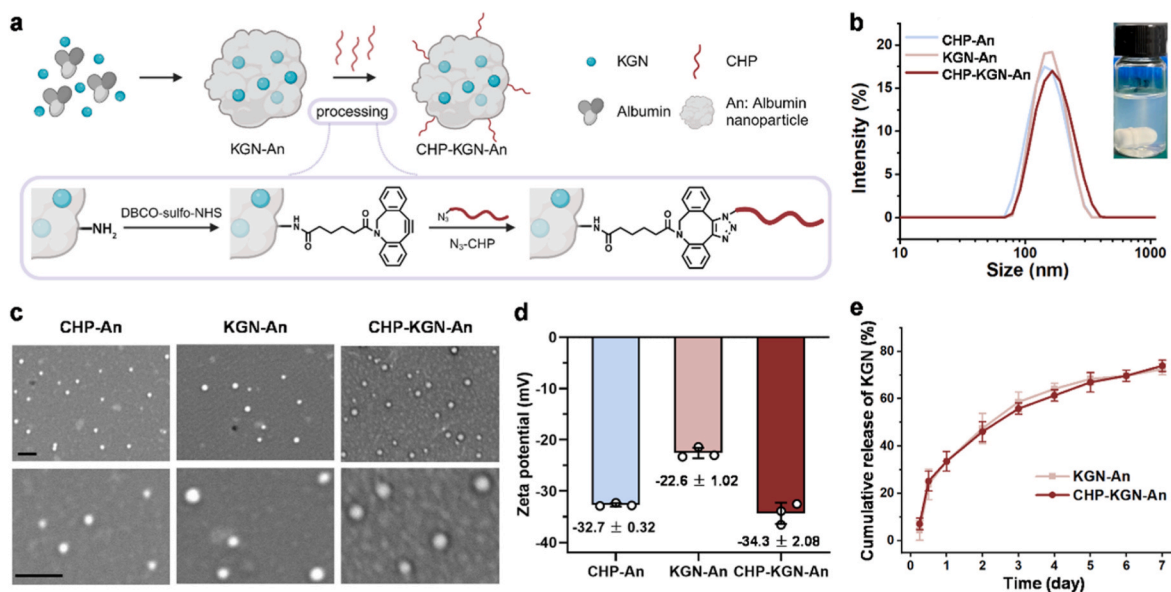 a
KGN-An
processing
CHP-KGN-An
KGN
CHP
Albumin
An: Albumin
nanoparticle
NH₂
DBCO-sulfo-NHS
HN
O
O
N
N₃
N₃-CHP
HN
O
O
N
N
N
N
b
CHP-An
KGN-An
CHP-KGN-An
Intensity (%)
20
15
10
5
0
10
100
1000
Size (nm)
c
CHP-An
KGN-An
CHP-KGN-An
d
Zeta potential (mV)
0
-10
-20
-30
-40
-32.7 ± 0.32
-22.6 ± 1.02
-34.3 ± 2.08
CHP-An
KGN-An
CHP-KGN-An
e
Cumulative release of KGN (%)
80
60
40
20
0
KGN-An
CHP-KGN-An
0 1 2 3 4 5 6 7
Time (day)